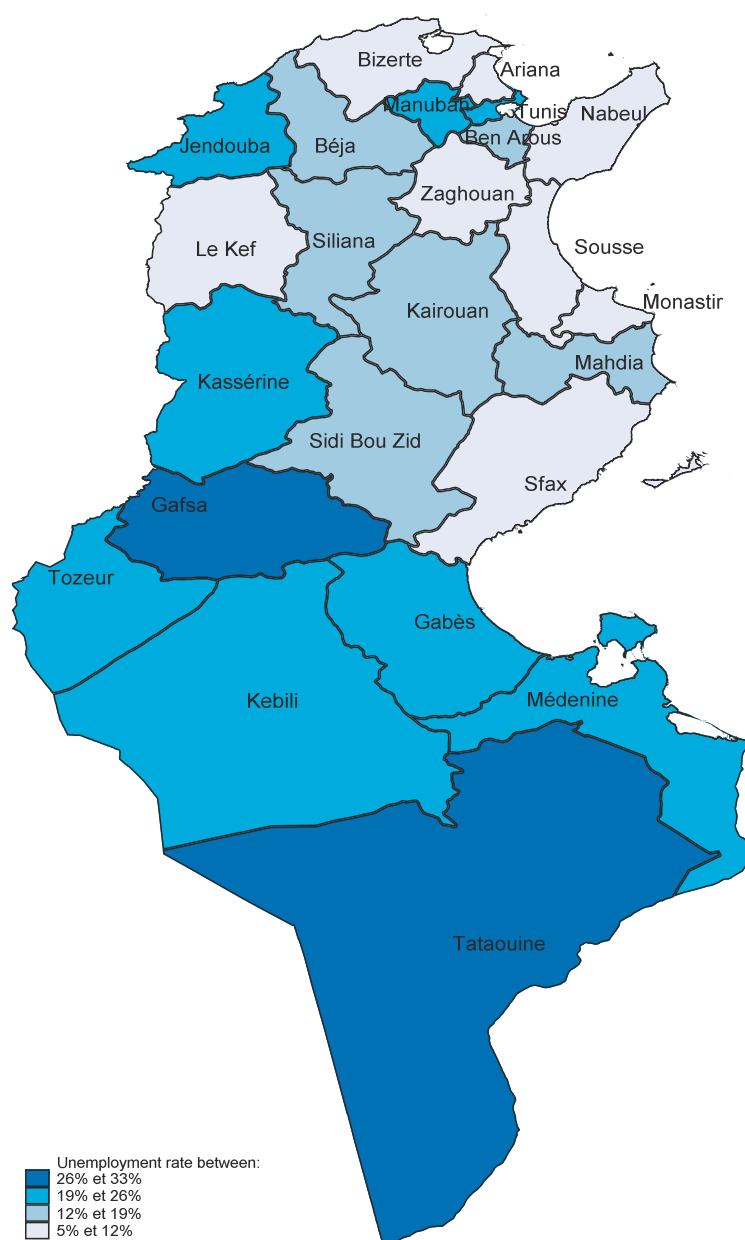 Bizerte
Ariana
Manubah
Tunis
Nabeul
Jendouba
Béja
Ben Arous
Zaghouan
Le Kef
Siliana
Sousse
Kairouan
Monastir
Kassérine
Mahdia
Sidi Bou Zid
Sfax
Gafsa
Tozeur
Gabès
Kebili
Médenine
Tataouine
Unemployment rate between:
26% et 33%
19% et 26%
12% et 19%
5% et 12%